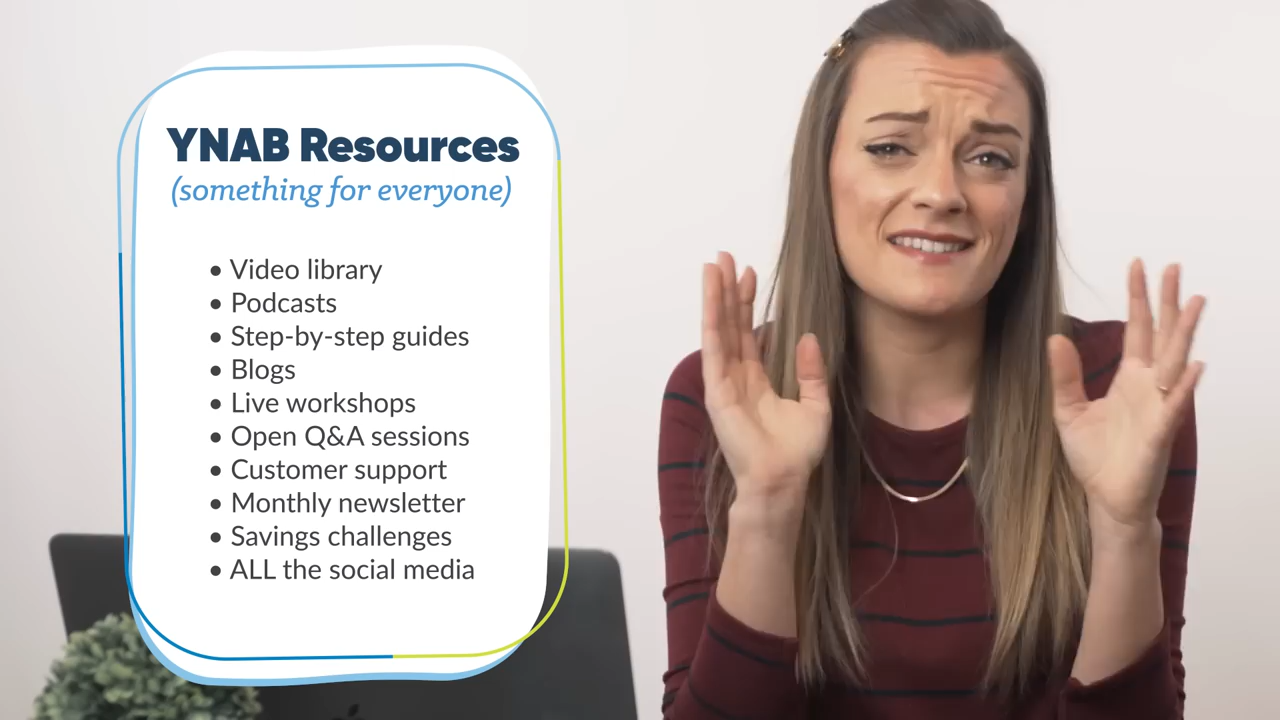 YNAB Resources
(something for everyone)
• Video library
• Podcasts
• Step-by-step guides
• Blogs
• Live workshops
• Open Q&A sessions
• Customer support
• Monthly newsletter
• Savings challenges
• ALL the social media